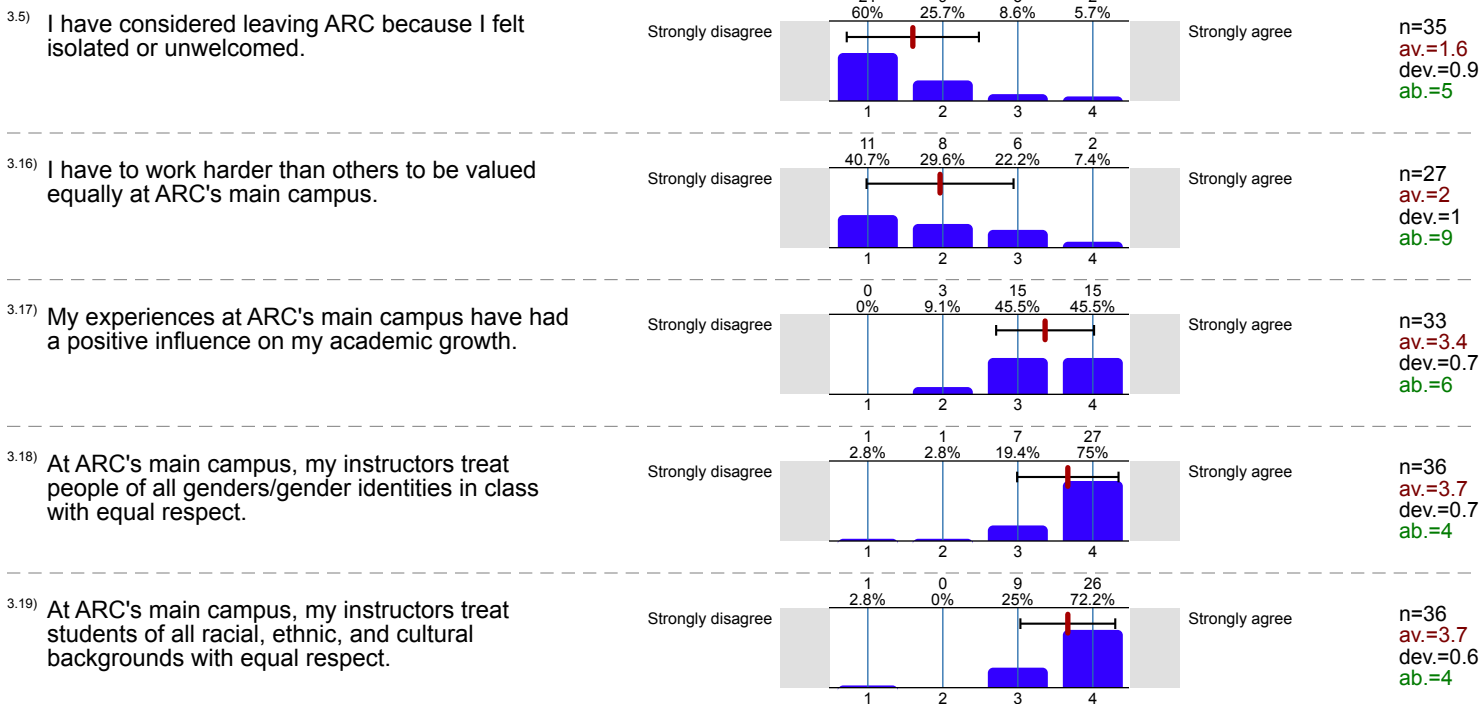 60% 25.7% 8.6% 5.7%
3.5) I have considered leaving ARC because I felt
isolated or unwelcomed.
Strongly disagree
Strongly agree
n=35
av.=1.6
dev.=0.9
ab.=5
1 2 3 4
11 8 6 2
40.7% 29.6% 22.2% 7.4%
3.16) I have to work harder than others to be valued
equally at ARC's main campus.
Strongly disagree
Strongly agree
n=27
av.=2
dev.=1
ab.=9
1 2 3 4
0 3 15 15
0% 9.1% 45.5% 45.5%
3.17) My experiences at ARC's main campus have had
a positive influence on my academic growth.
Strongly disagree
Strongly agree
n=33
av.=3.4
dev.=0.7
ab.=6
1 2 3 4
1 1 7 27
2.8% 2.8% 19.4% 75%
3.18) At ARC's main campus, my instructors treat
people of all genders/gender identities in class
with equal respect.
Strongly disagree
Strongly agree
n=36
av.=3.7
dev.=0.7
ab.=4
1 2 3 4
1 0 9 26
2.8% 0% 25% 72.2%
3.19) At ARC's main campus, my instructors treat
students of all racial, ethnic, and cultural
backgrounds with equal respect.
Strongly disagree
Strongly agree
n=36
av.=3.7
dev.=0.6
ab.=4
1 2 3 4